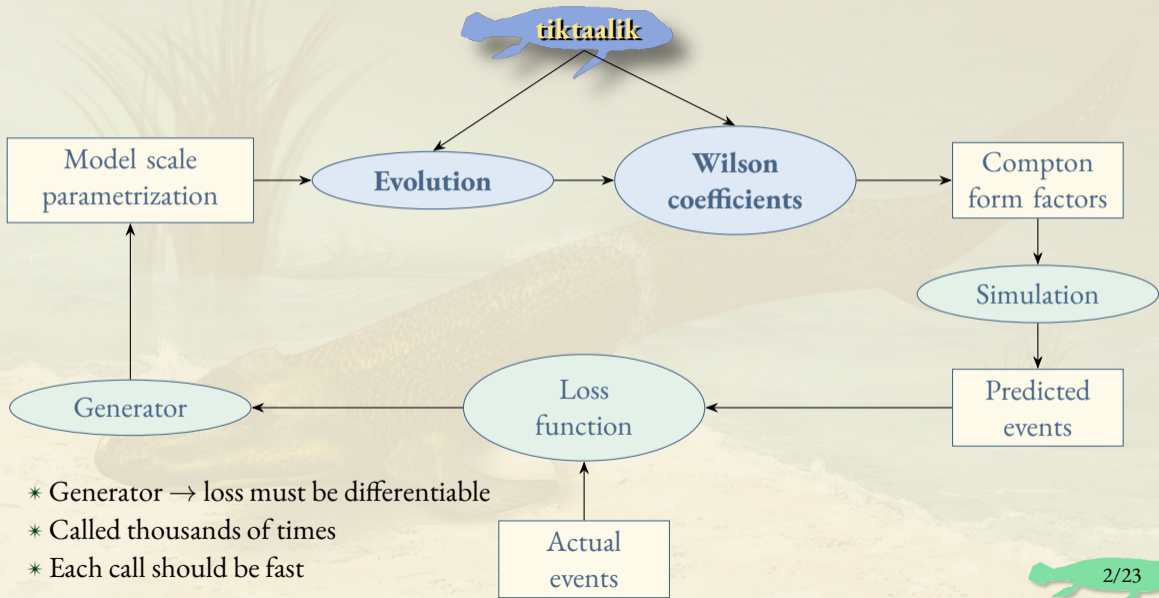 tiktaalik
Model scale
parametrization
Evolution
Wilson
coefficients
Compton
form factors
Simulation
Predicted
events
Loss
function
Generator
Actual
events
✴ Generator → loss must be differentiable
✴ Called thousands of times
✴ Each call should be fast
2/23